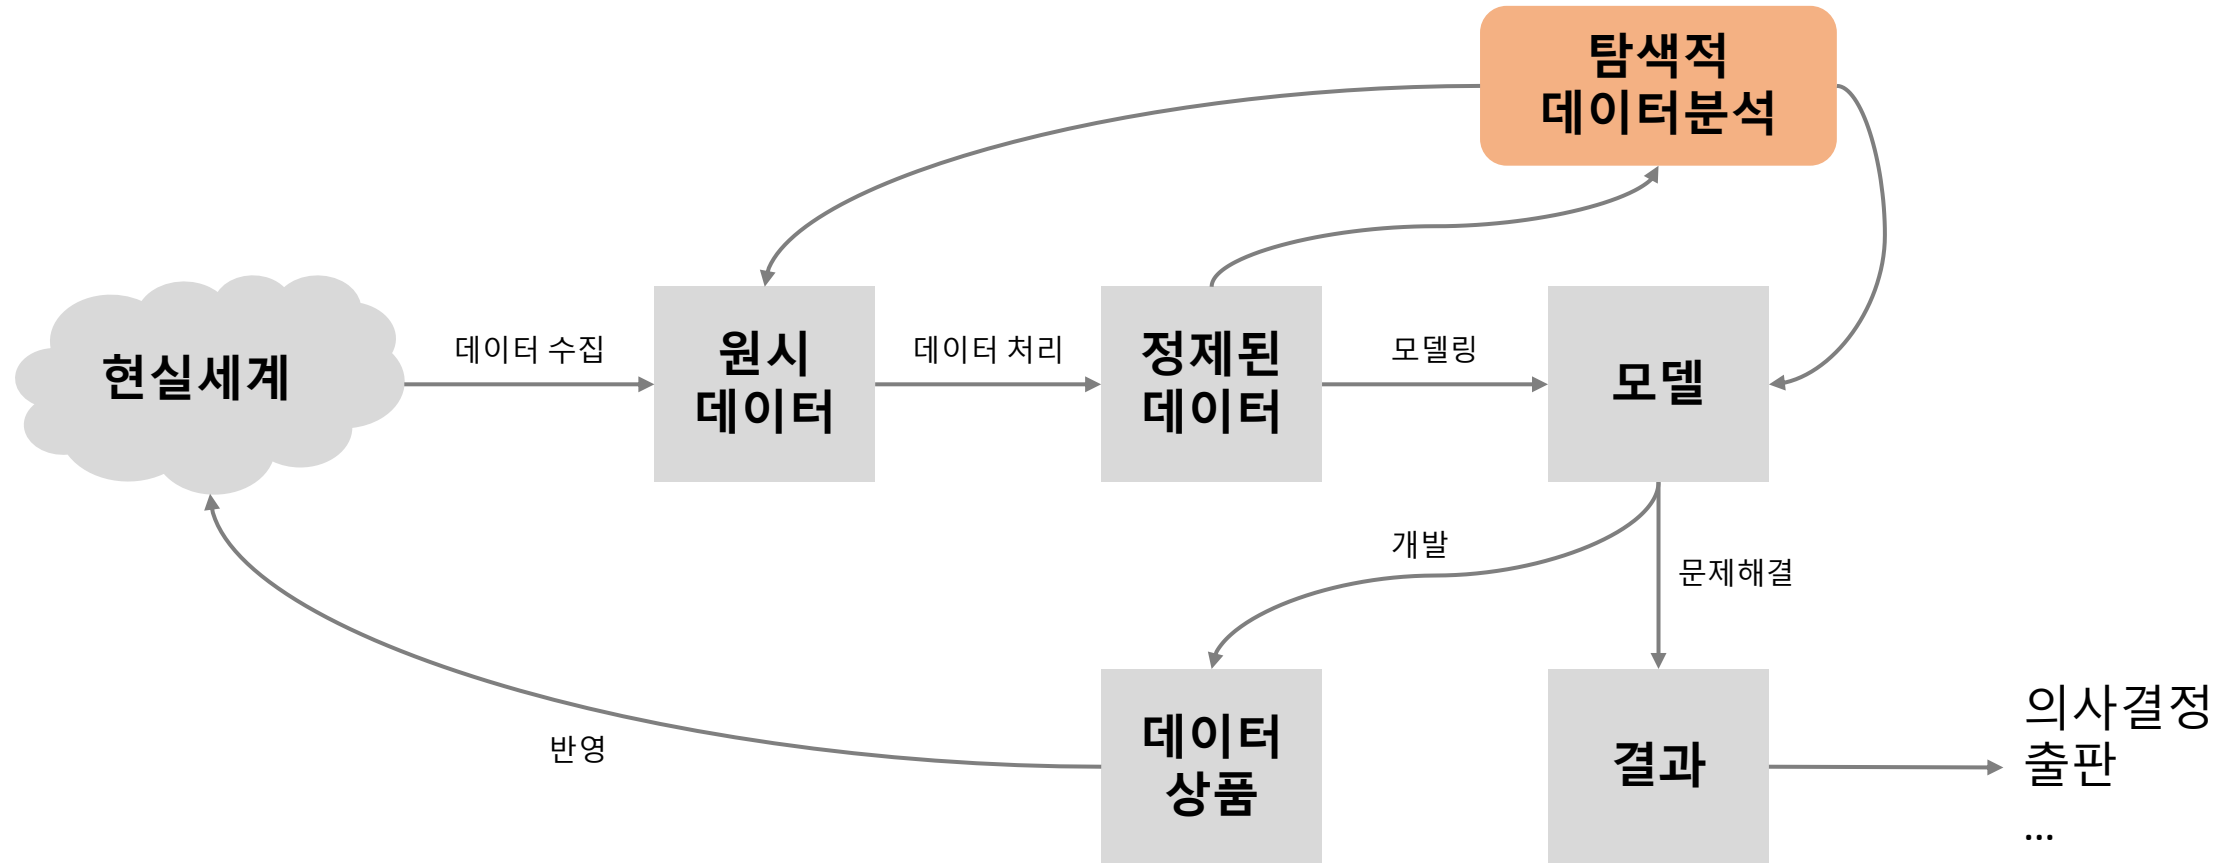 탐색적
데이터분석
현실세계
데이터 수집
원시
데이터
데이터 처리
정제된
데이터
모델링
모델
개발
문제해결
반영
데이터
상품
결과
의사결정
출판
...